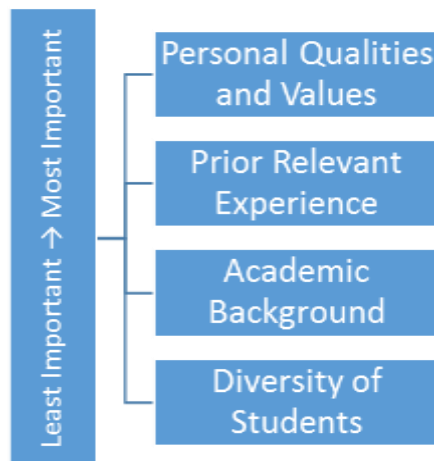 Least Important → Most Important
Personal Qualities
and Values
Prior Relevant
Experience
Academic
Background
Diversity of
Students